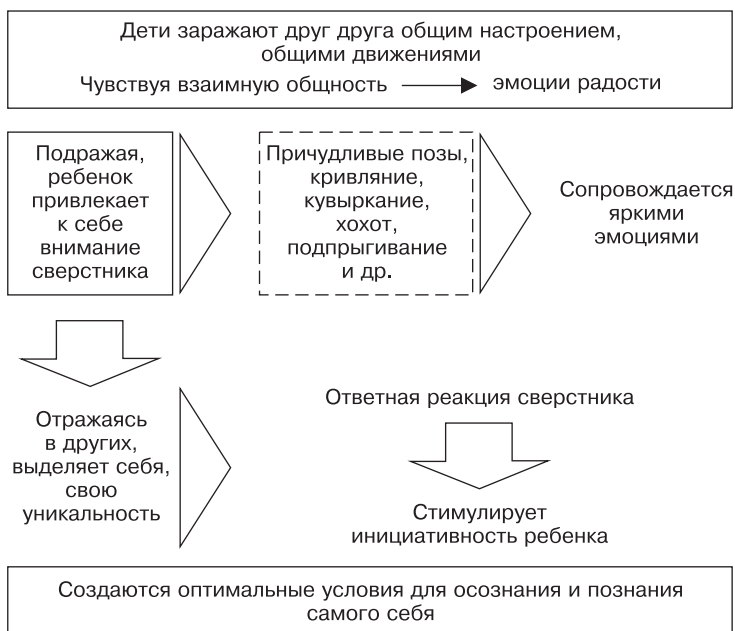 Дети заражают друг друга общим настроением,
общими движениями
Чувствуя взаимную общность эмоции радости
Подражая,
ребенок
привлекает
к себе
внимание
сверстника
Причудливые позы,
кривляние,
кувыркание,
хохот,
подпрыгивание
и др.
Сопровождается
яркими
эмоциями
Отражаясь
в других,
выделяет себя,
свою
уникальность
Ответная реакция сверстника
Стимулирует
инициативность ребенка
Создаются оптимальные условия для осознания и познания
самого себя